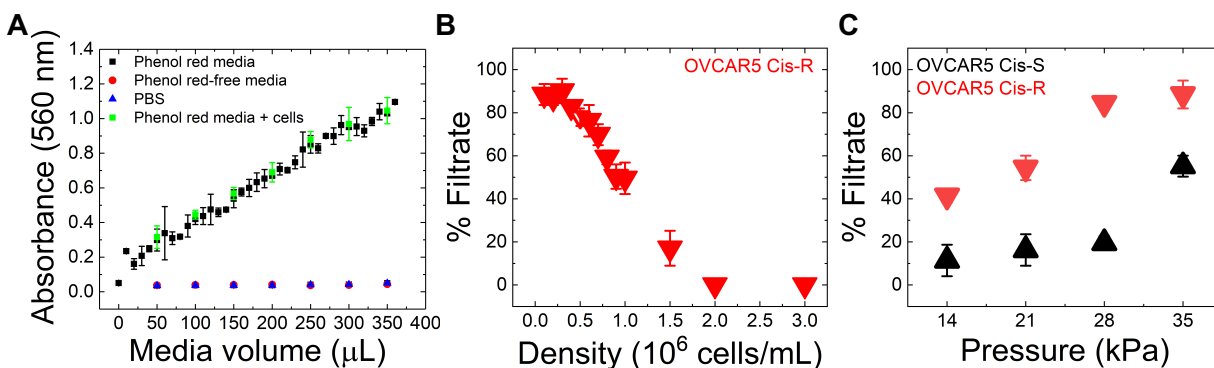 A
Absorbance (560 nm)
1.4
1.2
1.0
0.8
0.6
0.4
0.2
0.0
Phenol red media
Phenol red-free media
PBS
Phenol red media + cells
0 50 100 150 200 250 300 350 400
Media volume (μL)
B
% Filtrate
100
80
60
40
20
0
OVCAR5 Cis-R
0.0 0.5 1.0 1.5 2.0 2.5 3.0
Density (10⁶ cells/mL)
C
% Filtrate
100
80
60
40
20
0
OVCAR5 Cis-S
OVCAR5 Cis-R
14 21 28 35
Pressure (kPa)